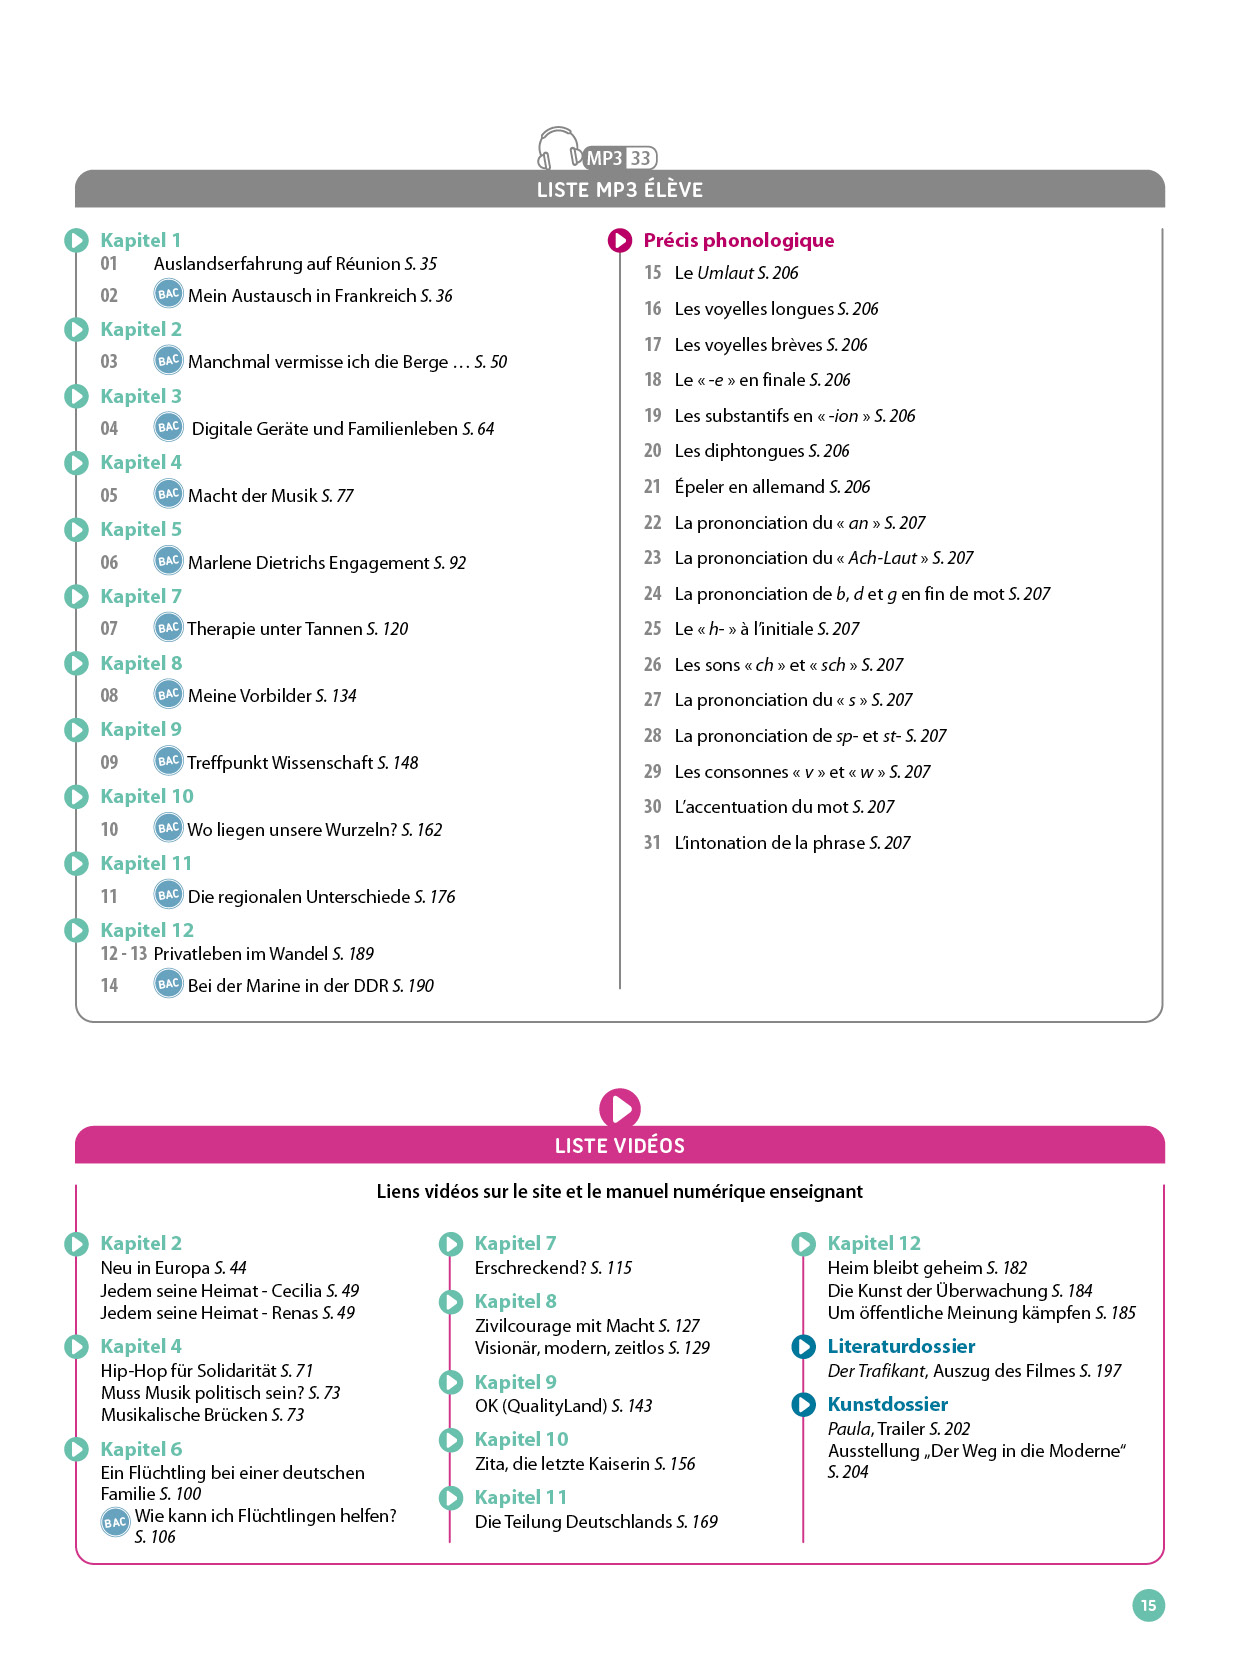 MP3 33
LISTE MP3 ÉLÈVE
Kapitel 1
01 Auslandserfahrung auf Réunion S. 35
02 BAC Mein Austausch in Frankreich S. 36
Kapitel 2
03 BAC Manchmal vermisse ich die Berge … S. 50
Kapitel 3
04 BAC Digitale Geräte und Familienleben S. 64
Kapitel 4
05 BAC Macht der Musik S. 77
Kapitel 5
06 BAC Marlene Dietrichs Engagement S. 92
Kapitel 7
07 BAC Therapie unter Tannen S. 120
Kapitel 8
08 BAC Meine Vorbilder S. 134
Kapitel 9
09 BAC Treffpunkt Wissenschaft S. 148
Kapitel 10
10 BAC Wo liegen unsere Wurzeln? S. 162
Kapitel 11
11 BAC Die regionalen Unterschiede S. 176
Kapitel 12
12 - 13 Privatleben im Wandel S. 189
14 BAC Bei der Marine in der DDR S. 190
Précis phonologique
15 Le Umlaut S. 206
16 Les voyelles longues S. 206
17 Les voyelles brèves S. 206
18 Le « -e » en finale S. 206
19 Les substantifs en « -ion » S. 206
20 Les diphtongues S. 206
21 Épeler en allemand S. 206
22 La prononciation du « an » S. 207
23 La prononciation du « Ach-Laut » S. 207
24 La prononciation de b, d et g en fin de mot S. 207
25 Le « h- » à l’initiale S. 207
26 Les sons « ch » et « sch » S. 207
27 La prononciation du « s » S. 207
28 La prononciation de sp- et st- S. 207
29 Les consonnes « v » et « w » S. 207
30 L’accentuation du mot S. 207
31 L’intonation de la phrase S. 207
LISTE VIDÉOS
Liens vidéos sur le site et le manuel numérique enseignant
Kapitel 2
Neu in Europa S. 44
Jedem seine Heimat - Cecilia S. 49
Jedem seine Heimat - Renas S. 49
Kapitel 4
Hip-Hop für Solidarität S. 71
Muss Musik politisch sein? S. 73
Musikalische Brücken S. 73
Kapitel 6
Ein Flüchtling bei einer deutschen
Familie S. 100
BAC Wie kann ich Flüchtlingen helfen?
S. 106
Kapitel 7
Erschreckend? S. 115
Kapitel 8
Zivilcourage mit Macht S. 127
Visionär, modern, zeitlos S. 129
Kapitel 9
OK (QualityLand) S. 143
Kapitel 10
Zita, die letzte Kaiserin S. 156
Kapitel 11
Die Teilung Deutschlands S. 169
Kapitel 12
Heim bleibt geheim S. 182
Die Kunst der Überwachung S. 184
Um öffentliche Meinung kämpfen S. 185
Literaturdossier
Der Trafikant, Auszug des Filmes S. 197
Kunstdossier
Paula, Trailer S. 202
Ausstellung „Der Weg in die Moderne“
S. 204
15